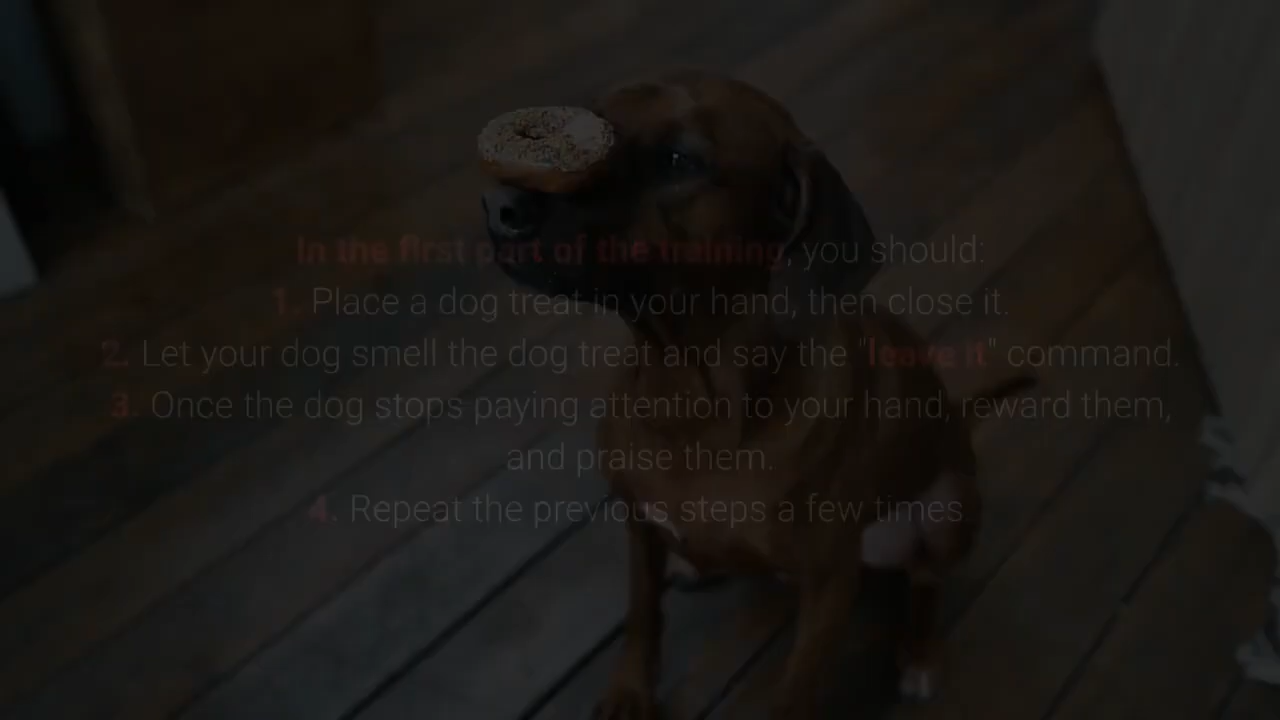 In the first part of the training, you should:
1. Place a dog treat in your hand, then close it.
2. Let your dog smell the dog treat and say the "leave it" command.
3. Once the dog stops paying attention to your hand, reward them,
and praise them.
4. Repeat the previous steps a few times